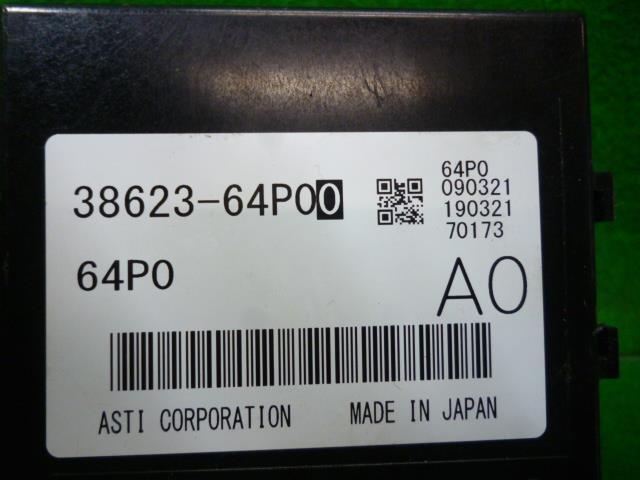 38623-64P00
64P0
090321
190321
70173
64P0
A0
ASTI CORPORATION MADE IN JAPAN